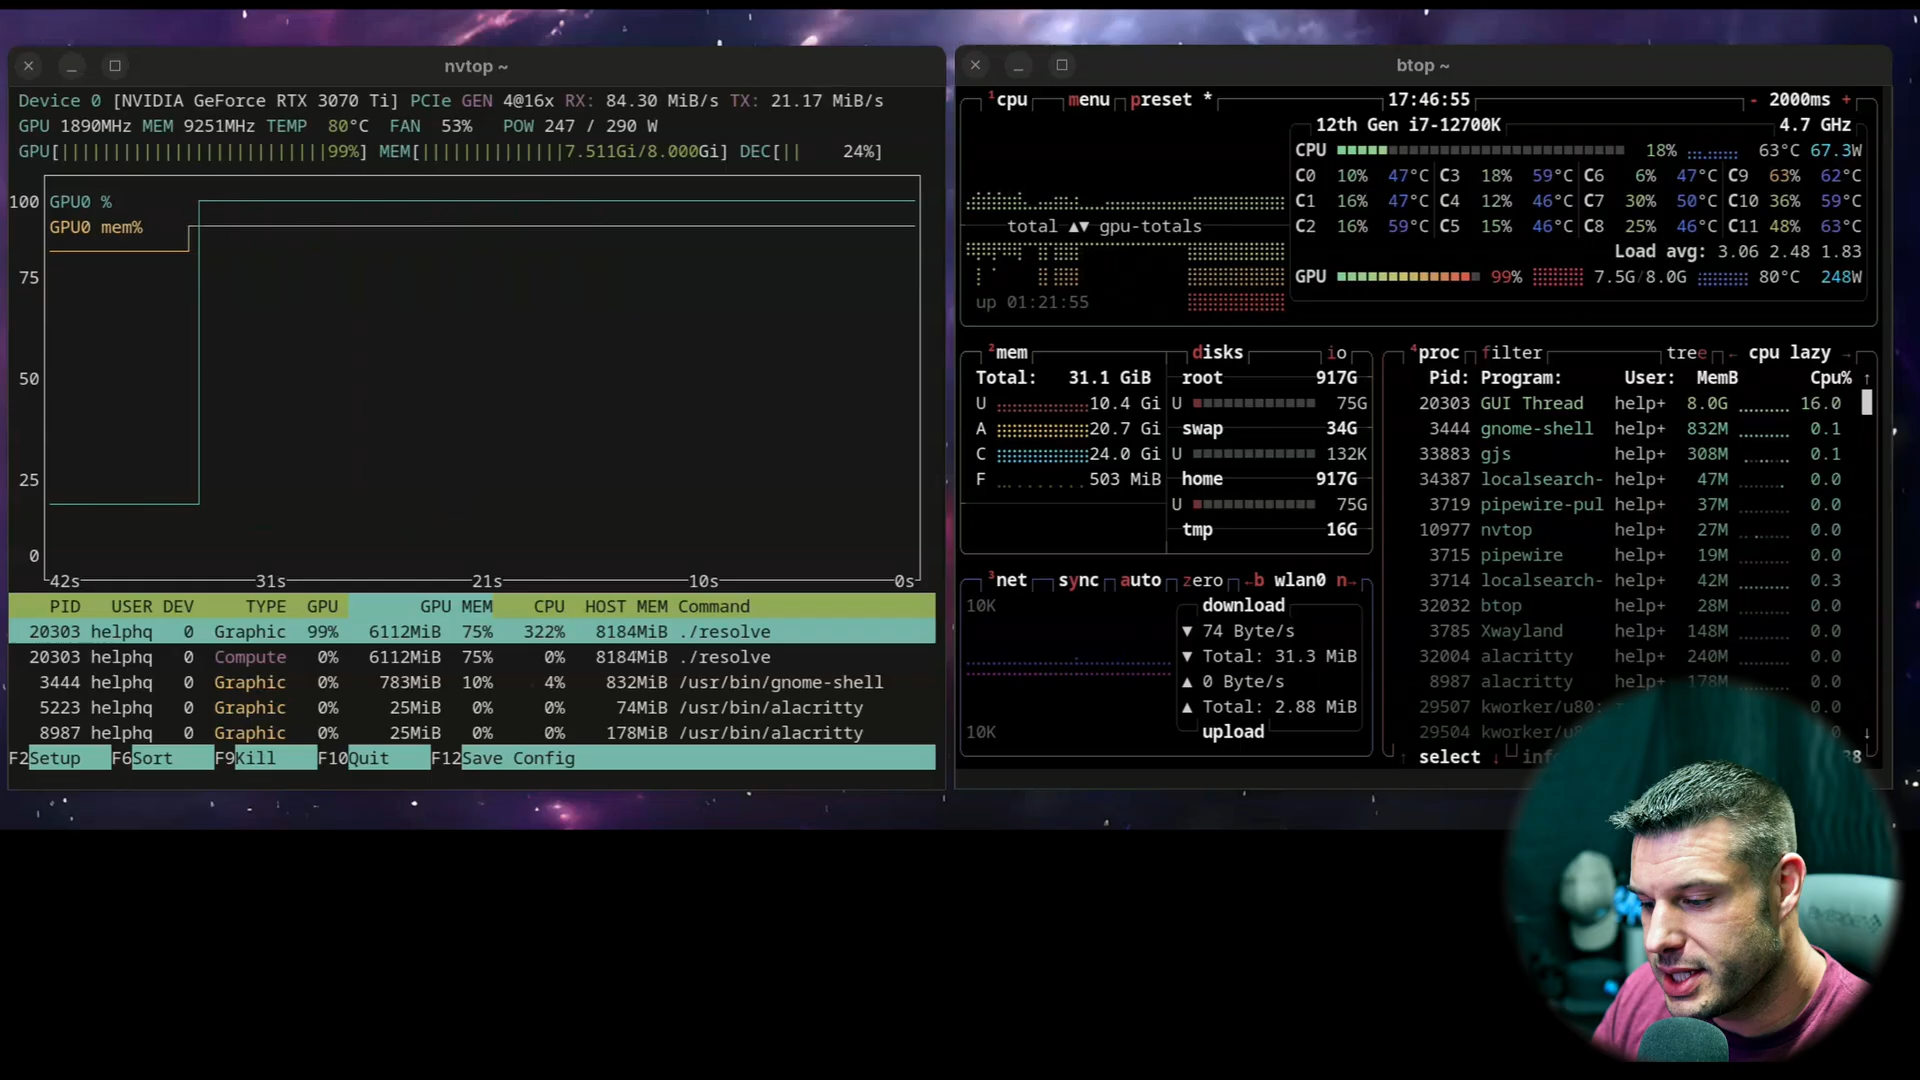 nvtop ~
Device 0 [NVIDIA GeForce RTX 3070 Ti] PCIe GEN 4@16x RX: 84.30 MiB/s TX: 21.17 MiB/s
GPU 1890MHz MEM 9251MHz TEMP 80°C FAN 53% POW 247 / 290 W
GPU[||||||||||||||||||||||||||99%] MEM[||||||||||||||7.511Gi/8.000Gi] DEC[|| 24%]
100
GPU0 %
GPU0 mem%
75
50
25
0
42s 31s 21s 10s 0s
PID USER DEV TYPE GPU GPU MEM CPU HOST MEM Command
20303 helphq 0 Graphic 99% 6112MiB 75% 322% 8184MiB ./resolve
20303 helphq 0 Compute 0% 6112MiB 75% 0% 8184MiB ./resolve
3444 helphq 0 Graphic 0% 783MiB 10% 4% 832MiB /usr/bin/gnome-shell
5223 helphq 0 Graphic 0% 25MiB 0% 0% 74MiB /usr/bin/alacritty
8987 helphq 0 Graphic 0% 25MiB 0% 0% 178MiB /usr/bin/alacritty
F2Setup F6Sort F9Kill F10Quit F12Save Config
btop ~
¹cpu menu preset * 17:46:55 - 2000ms +
12th Gen i7-12700K 4.7 GHz
CPU 18% 63°C 67.3W
C0 10% 47°C C3 18% 59°C C6 6% 47°C C9 63% 62°C
C1 16% 47°C C4 12% 46°C C7 30% 50°C C10 36% 59°C
C2 16% 59°C C5 15% 46°C C8 25% 46°C C11 48% 63°C
total ▲▼ gpu-totals
Load avg: 3.06 2.48 1.83
GPU 99% 7.5G/8.0G 80°C 248W
up 01:21:55
²mem
Total: 31.1 GiB
U 10.4 Gi
A 20.7 Gi
C 24.0 Gi
F 503 MiB
disks io
root 917G
U 75G
swap 34G
U 132K
home 917G
U 75G
tmp 16G
³net sync auto zero ←b wlan0 n→
10K
download
▼ 74 Byte/s
▼ Total: 31.3 MiB
▲ 0 Byte/s
▲ Total: 2.88 MiB
10K
upload
⁴proc filter tree ← cpu lazy →
Pid: Program: User: MemB Cpu% ↑
20303 GUI Thread help+ 8.0G 16.0
3444 gnome-shell help+ 832M 0.1
33883 gjs help+ 308M 0.1
34387 localsearch- help+ 47M 0.0
3719 pipewire-pul help+ 37M 0.0
10977 nvtop help+ 27M 0.0
3715 pipewire help+ 19M 0.0
3714 localsearch- help+ 42M 0.3
32032 btop help+ 28M 0.0
3785 Xwayland help+ 148M 0.0
32004 alacritty help+ 240M 0.0
8987 alacritty help+ 178M 0.0
29507 kworker/u80:
29504 kworker/u
↑ select ↓ info 38